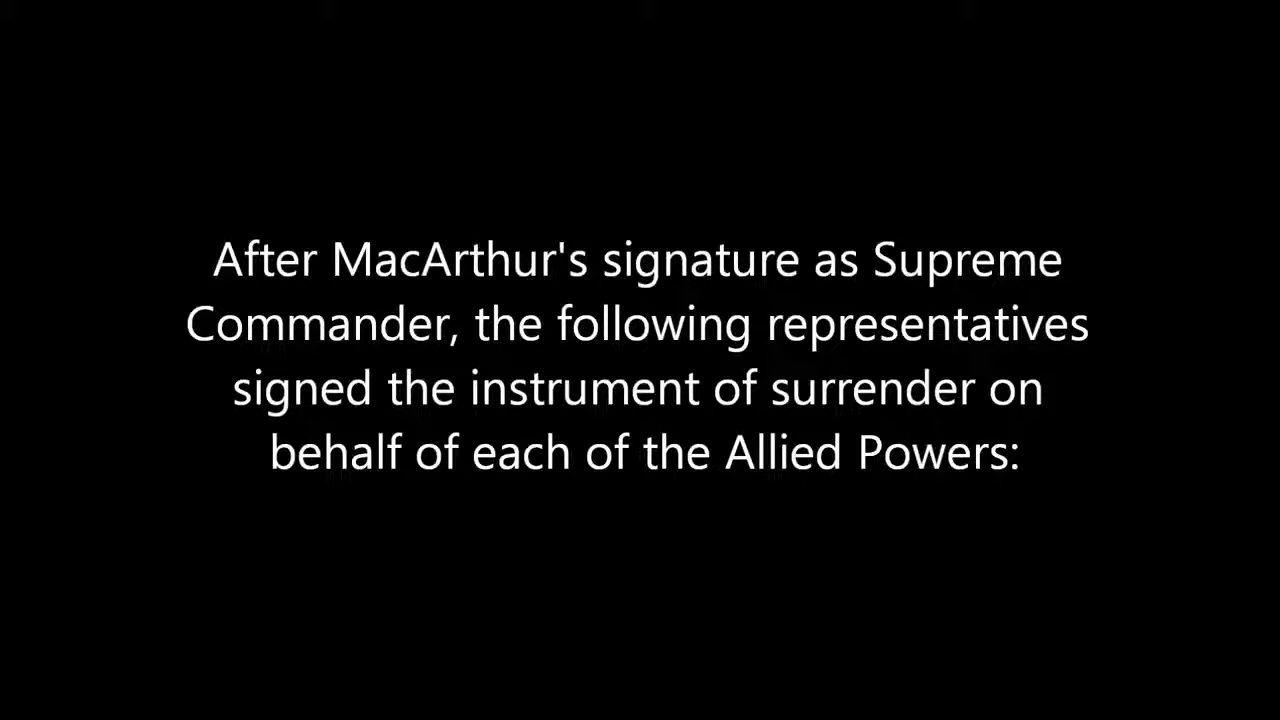 After MacArthur's signature as Supreme
Commander, the following representatives
signed the instrument of surrender on
behalf of each of the Allied Powers: